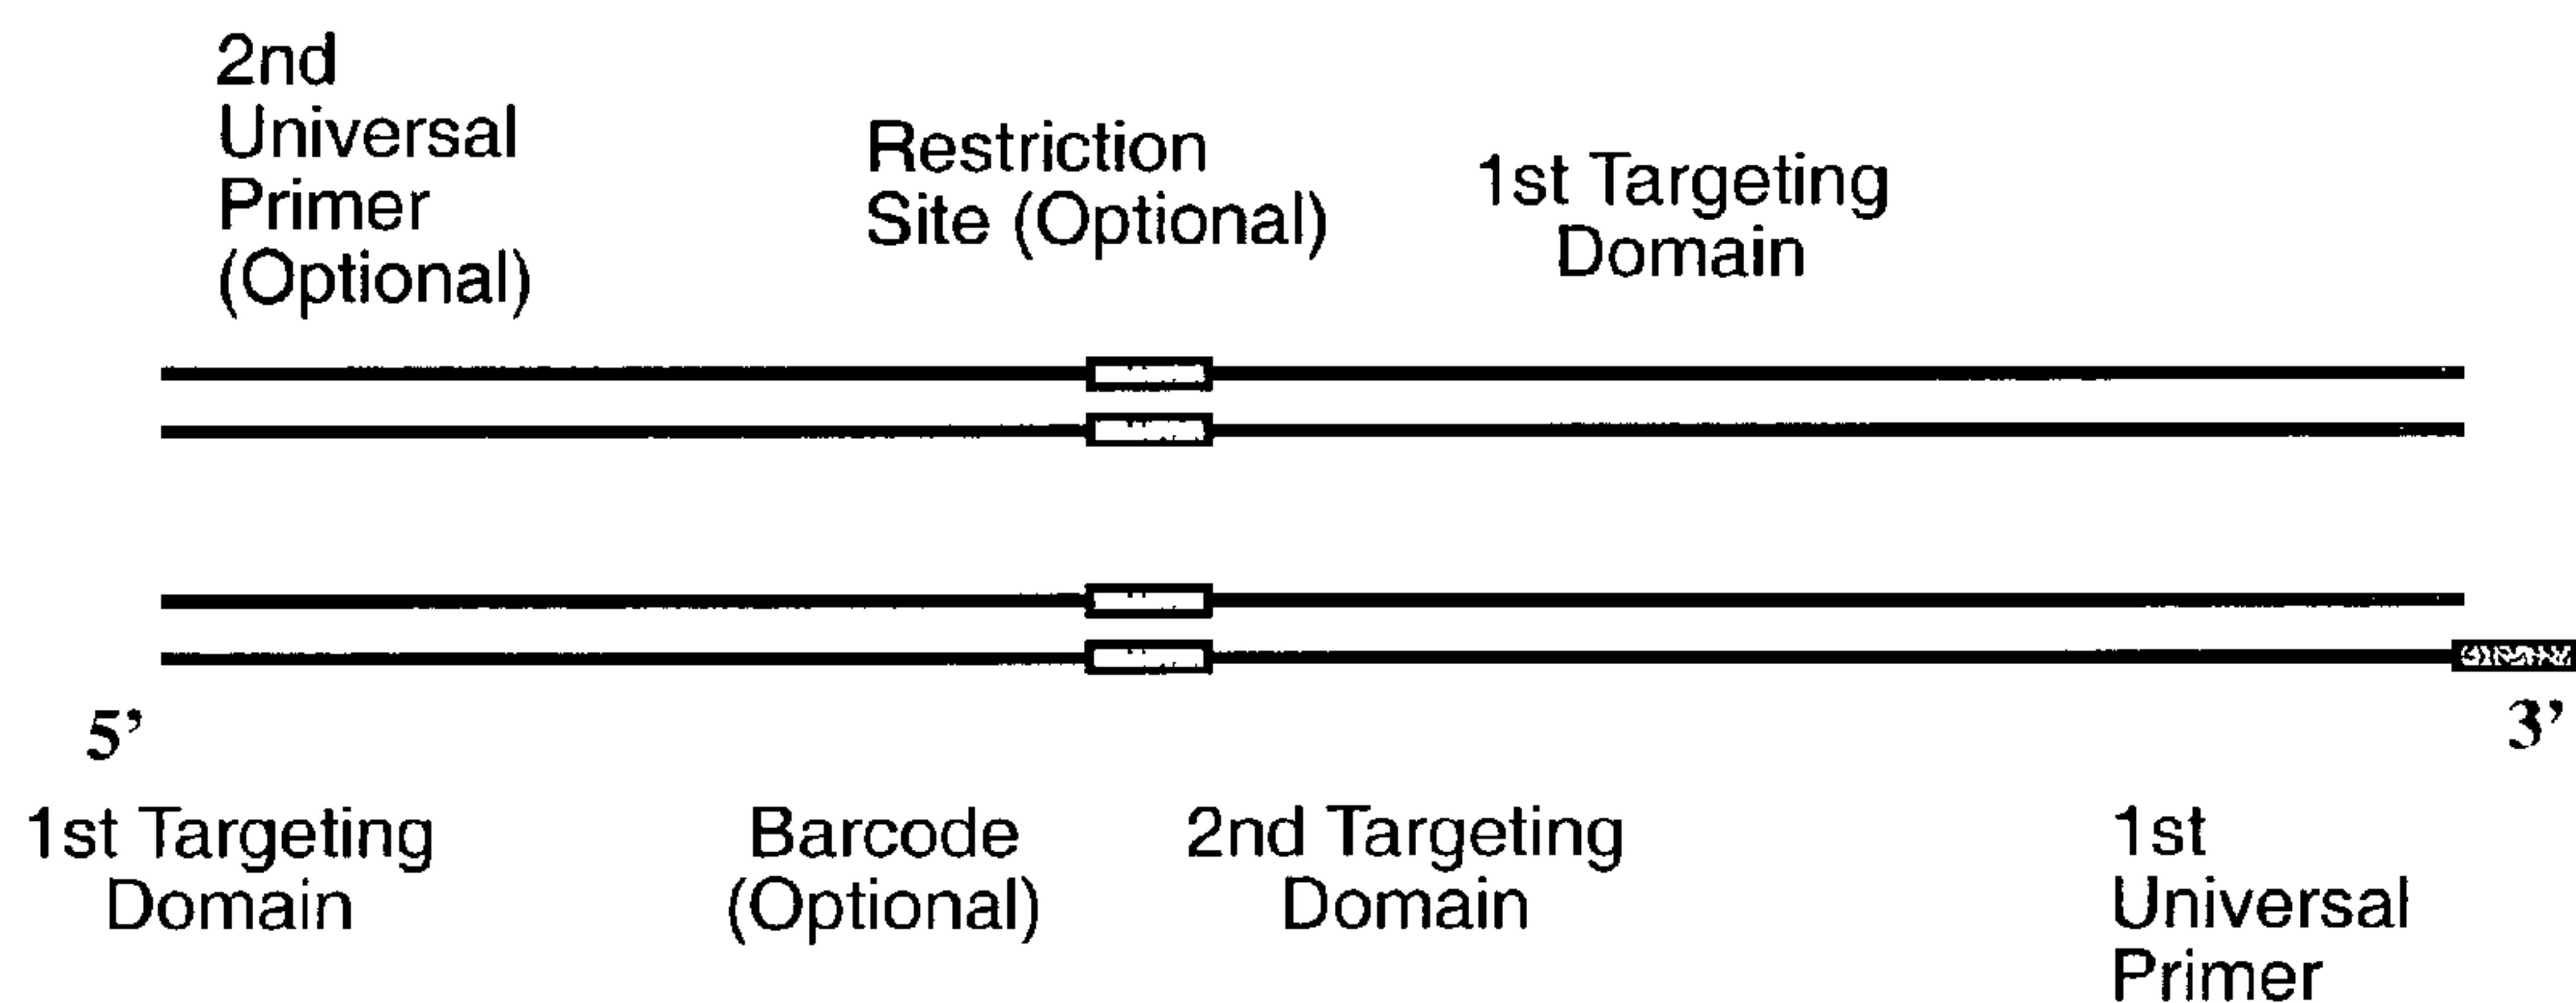 2nd
Universal
Primer
(Optional)
Restriction
Site (Optional)
1st Targeting
Domain
5’
3’
1st Targeting
Domain
Barcode
(Optional)
2nd Targeting
Domain
1st
Universal
Primer